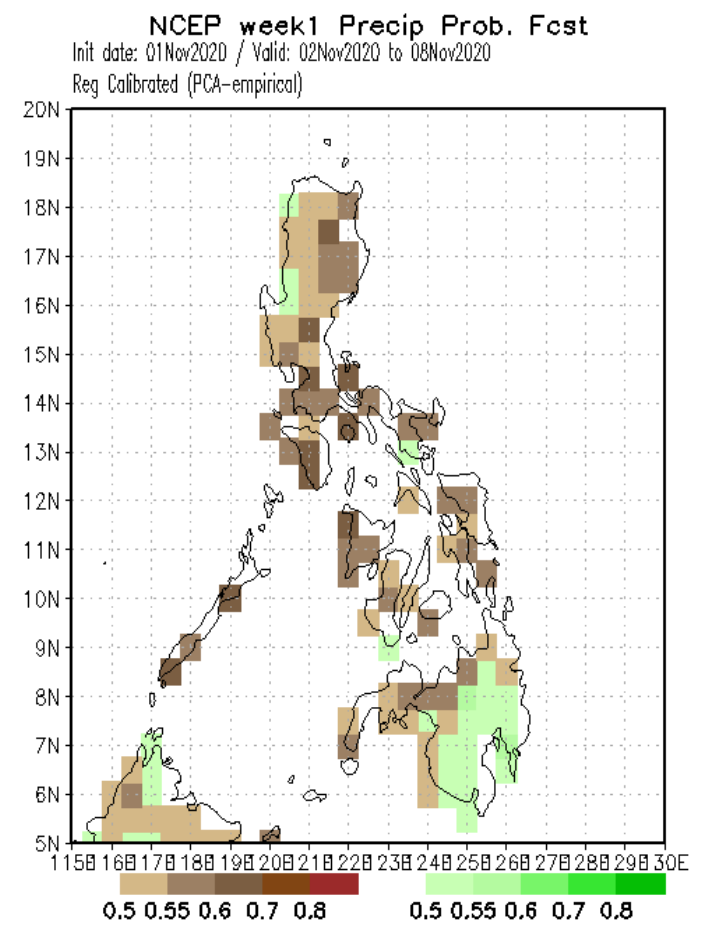 NCEP week1 Precip Prob. Fcst
Init date: 01Nov2020 / Valid: 02Nov2020 to 08Nov2020
Reg Calibrated (PCA-empirical)
20N
19N
18N
17N
16N
15N
14N
13N
12N
11N
10N
9N
8N
7N
6N
5N
115E 116E 117E 118E 119E 120E 121E 122E 123E 124E 125E 126E 127E 128E 129E 130E
0.5 0.55 0.6 0.7 0.8 0.5 0.55 0.6 0.7 0.8